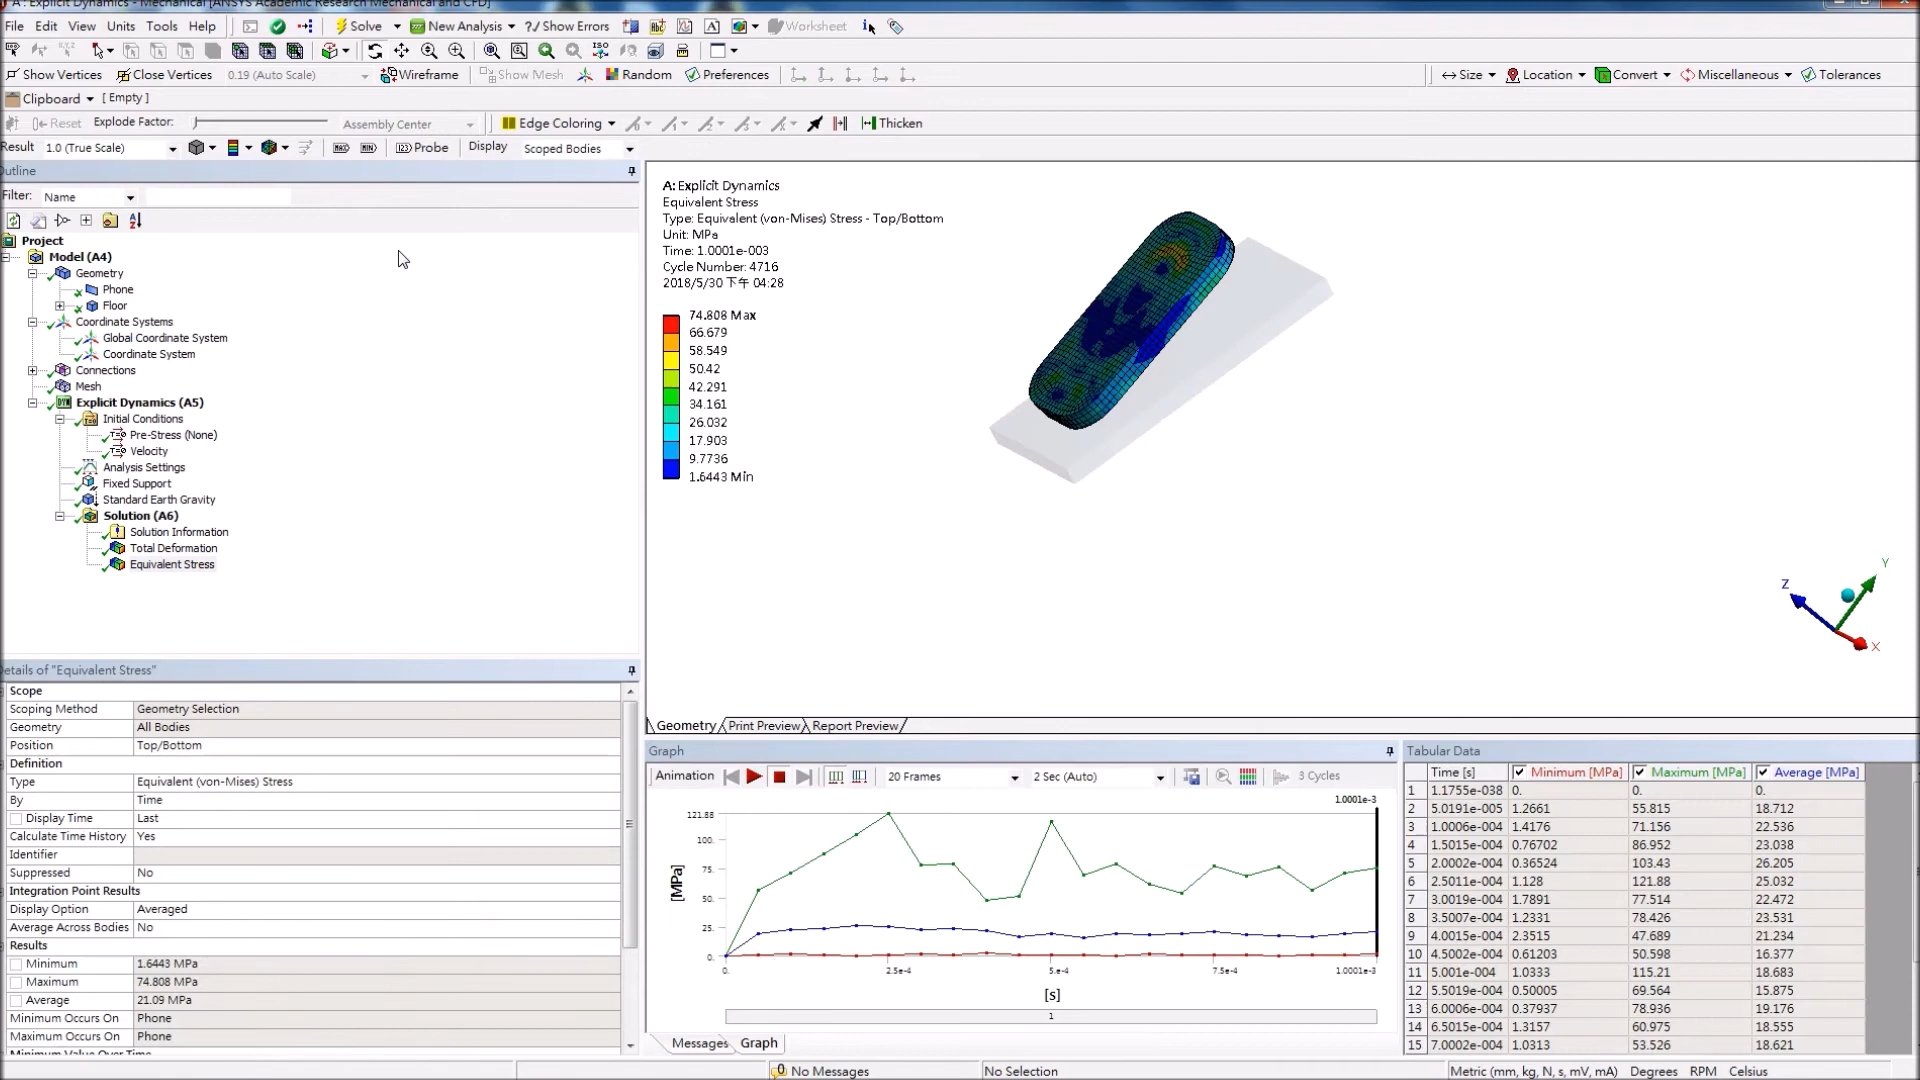 A : Explicit Dynamics - Mechanical [ANSYS Academic Research Mechanical and CFD]
File Edit View Units Tools Help Solve New Analysis ?/ Show Errors Worksheet
Show Vertices Close Vertices 0.19 (Auto Scale) Wireframe Show Mesh Random Preferences Size Location Convert Miscellaneous Tolerances
Clipboard [ Empty ]
Reset Explode Factor: Assembly Center Edge Coloring Thicken
Result 1.0 (True Scale) Probe Display Scoped Bodies
Outline
Filter: Name
Project
Model (A4)
Geometry
Phone
Floor
Coordinate Systems
Global Coordinate System
Coordinate System
Connections
Mesh
Explicit Dynamics (A5)
Initial Conditions
Pre-Stress (None)
Velocity
Analysis Settings
Fixed Support
Standard Earth Gravity
Solution (A6)
Solution Information
Total Deformation
Equivalent Stress
A: Explicit Dynamics
Equivalent Stress
Type: Equivalent (von-Mises) Stress - Top/Bottom
Unit: MPa
Time: 1.0001e-003
Cycle Number: 4716
2018/5/30 下午 04:28
74.808 Max
66.679
58.549
50.42
42.291
34.161
26.032
17.903
9.7736
1.6443 Min
Y
Z
X
Geometry Print Preview Report Preview
Details of "Equivalent Stress"
Scope
Scoping Method Geometry Selection
Geometry All Bodies
Position Top/Bottom
Definition
Type Equivalent (von-Mises) Stress
By Time
Display Time Last
Calculate Time History Yes
Identifier
Suppressed No
Integration Point Results
Display Option Averaged
Average Across Bodies No
Results
Minimum 1.6443 MPa
Maximum 74.808 MPa
Average 21.09 MPa
Minimum Occurs On Phone
Maximum Occurs On Phone
Minimum Value Over Time
Graph
Animation 20 Frames 2 Sec (Auto) 3 Cycles
1.0001e-3
121.88
100.
75.
50.
25.
0.
[MPa]
0. 2.5e-4 5.e-4 7.5e-4 1.0001e-3
[s]
1
Messages Graph
Tabular Data
Time [s] Minimum [MPa] Maximum [MPa] Average [MPa]
1 1.1755e-038 0. 0. 0.
2 5.0191e-005 1.2661 55.815 18.712
3 1.0006e-004 1.4176 71.156 22.536
4 1.5015e-004 0.76702 86.952 23.038
5 2.0002e-004 0.36524 103.43 26.205
6 2.5011e-004 1.128 121.88 25.032
7 3.0019e-004 1.7891 77.514 22.472
8 3.5007e-004 1.2331 78.426 23.531
9 4.0015e-004 2.3515 47.689 21.234
10 4.5002e-004 0.61203 50.598 16.377
11 5.001e-004 1.0333 115.21 18.683
12 5.5019e-004 0.50005 69.564 15.875
13 6.0006e-004 0.37937 78.936 19.176
14 6.5015e-004 1.3157 60.975 18.555
15 7.0002e-004 1.0313 53.526 18.621
No Messages No Selection Metric (mm, kg, N, s, mV, mA) Degrees RPM Celsius